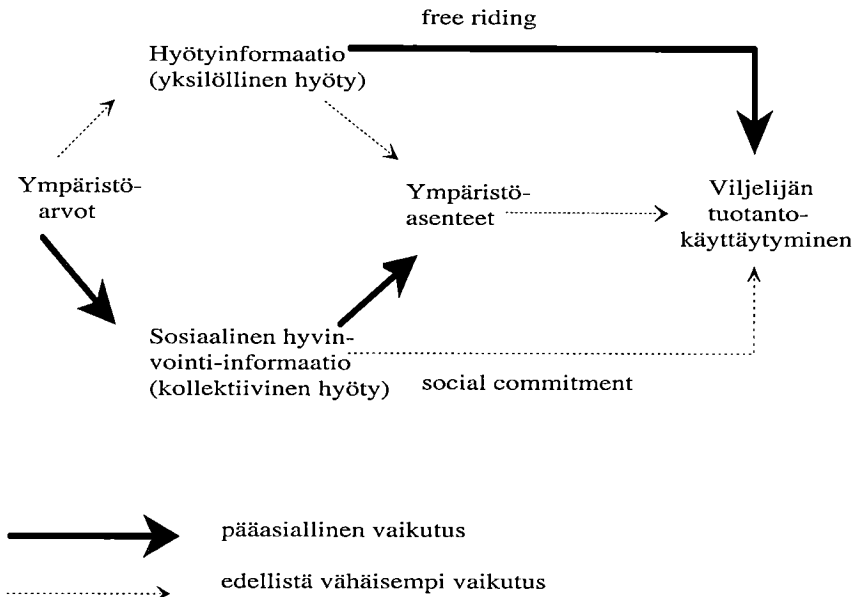 free riding
Hyötyinformaatio
(yksilöllinen hyöty)
Ympäristö-
arvot
Ympäristö-
asenteet
Viljelijän
tuotanto-
käyttäytyminen
Sosiaalinen hyvin-
vointi-informaatio
(kollektiivinen hyöty)
social commitment
pääasiallinen vaikutus
edellistä vähäisempi vaikutus